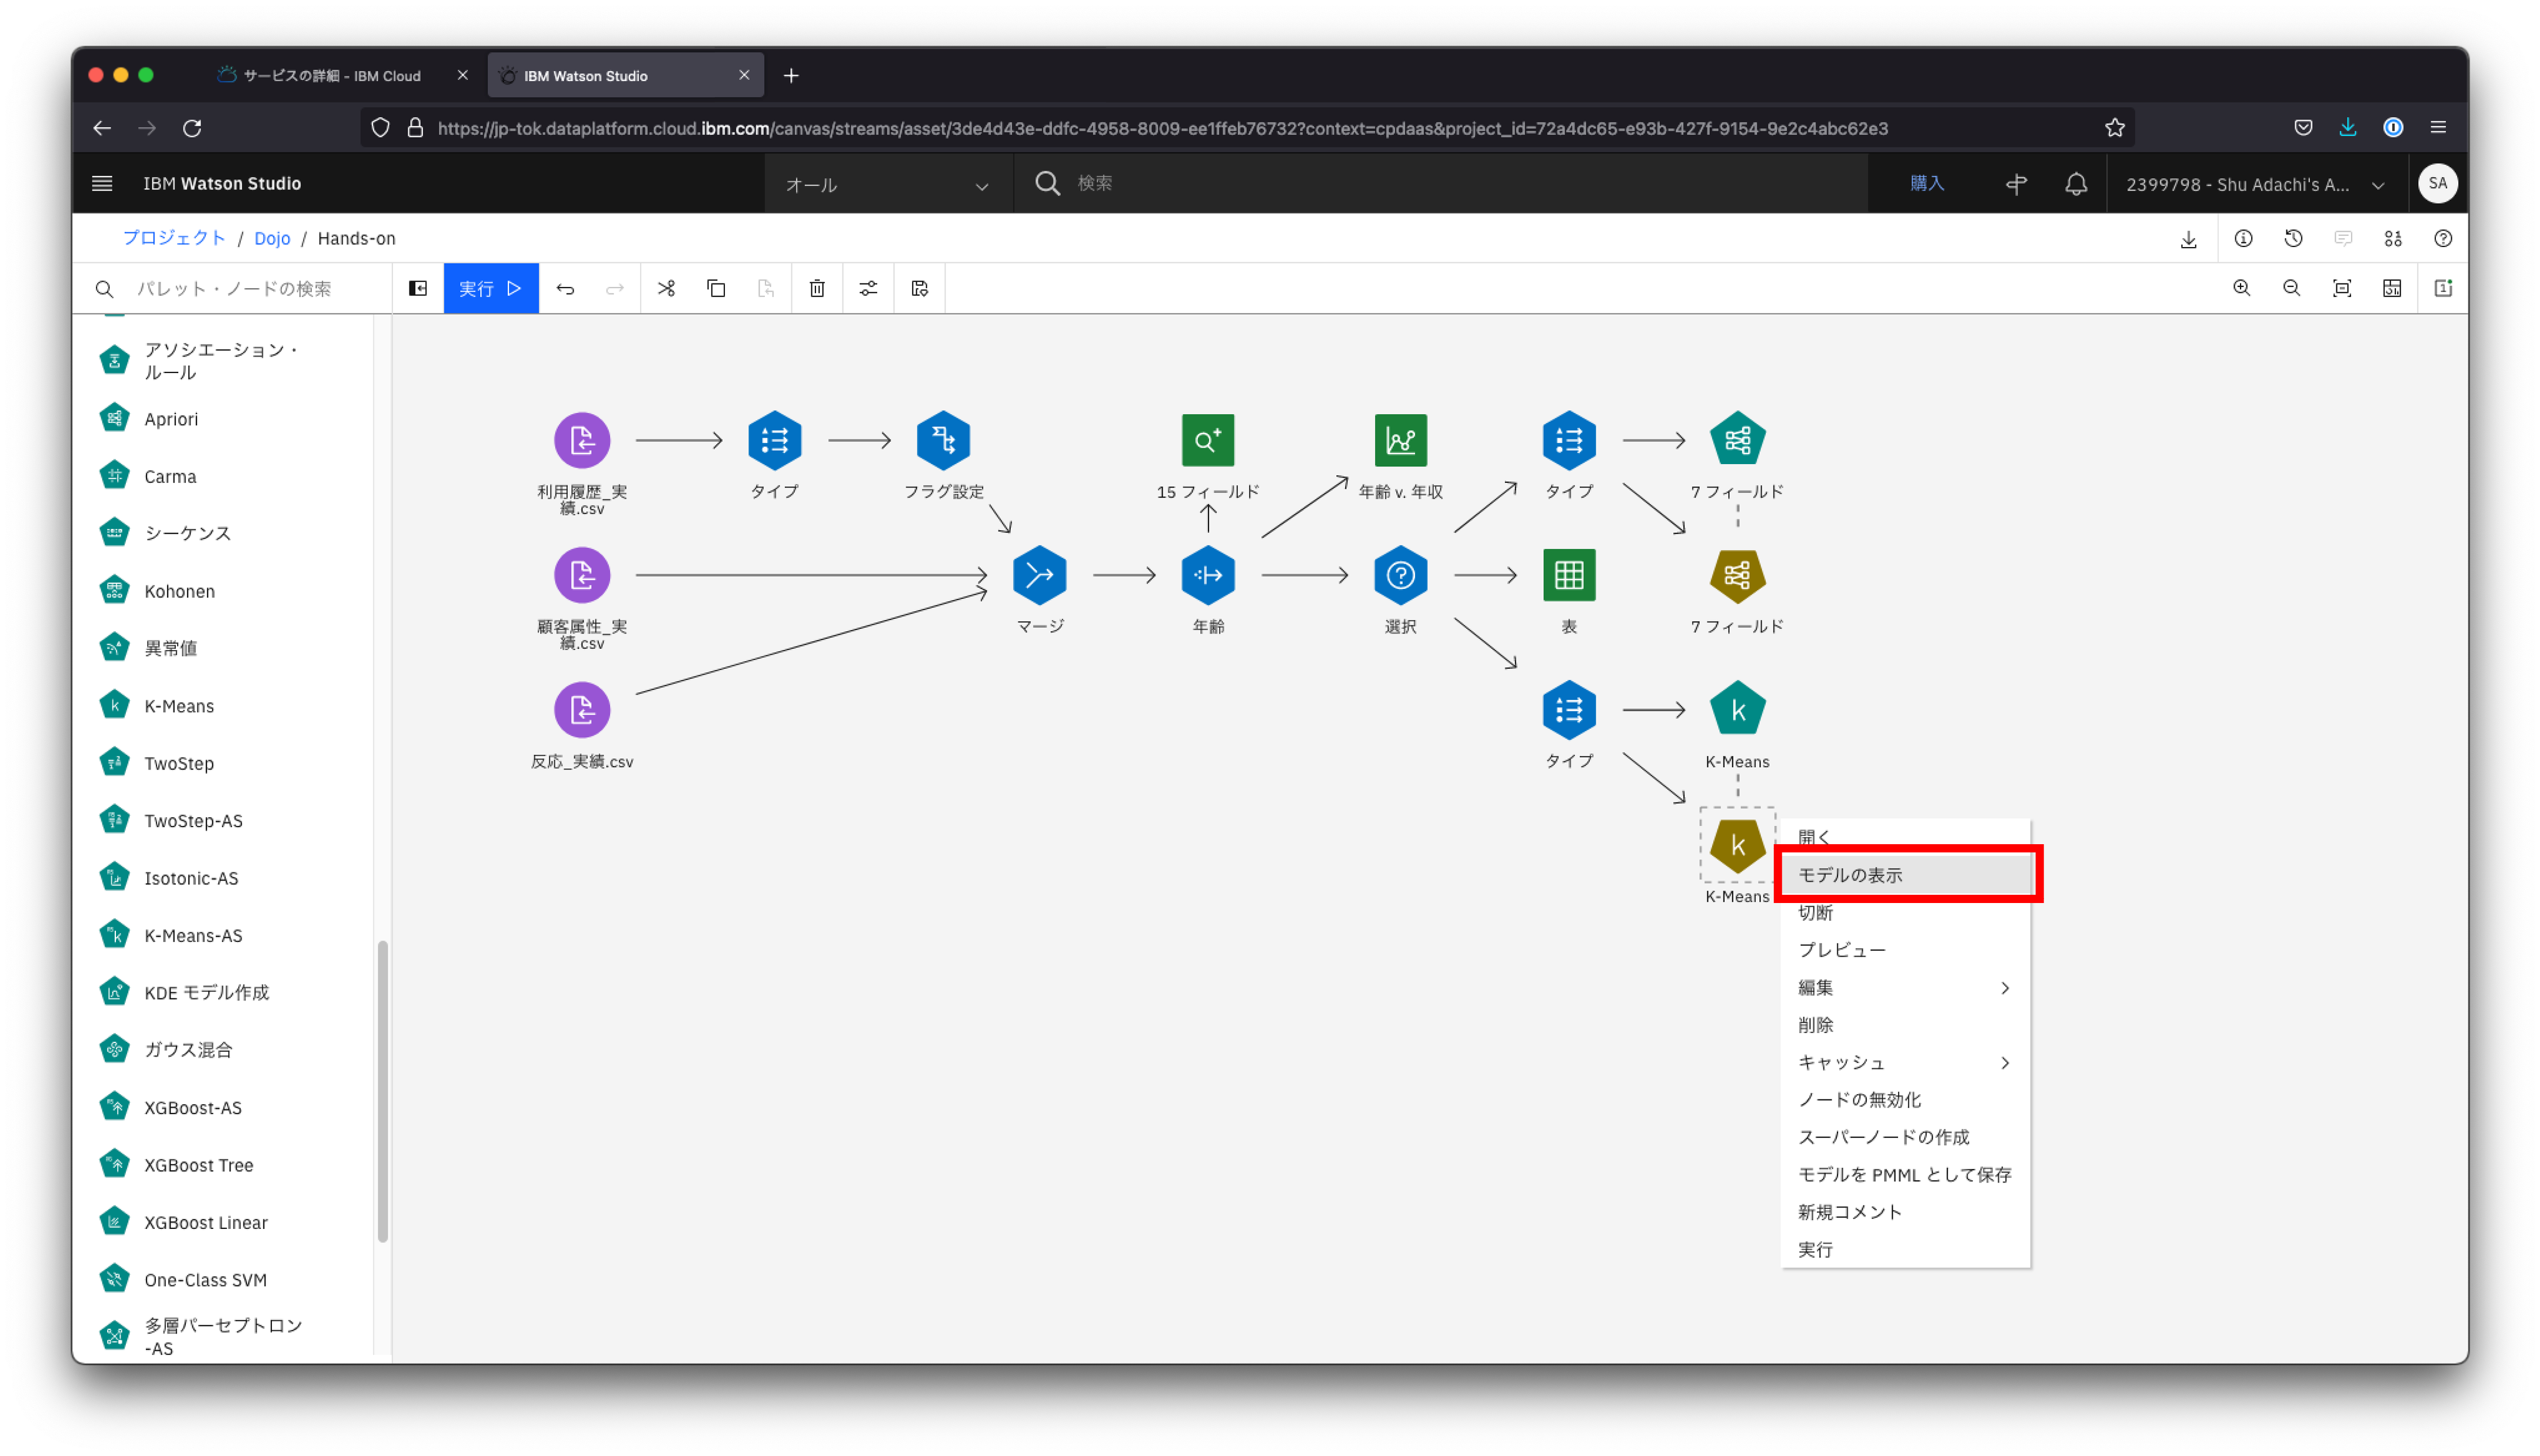 サービスの詳細 - IBM Cloud
IBM Watson Studio
https://jp-tok.dataplatform.cloud.ibm.com/canvas/streams/asset/3de4d43e-ddfc-4958-8009-ee1ffeb76732?context=cpdaas&project_id=72a4dc65-e93b-427f-9154-9e2c4abc62e3
IBM Watson Studio
オール
検索
購入
2399798 - Shu Adachi's A...
SA
プロジェクト / Dojo / Hands-on
パレット・ノードの検索
実行
アソシエーション・
ルール
Apriori
Carma
シーケンス
Kohonen
異常値
K-Means
TwoStep
TwoStep-AS
Isotonic-AS
K-Means-AS
KDE モデル作成
ガウス混合
XGBoost-AS
XGBoost Tree
XGBoost Linear
One-Class SVM
多層パーセプトロン
-AS
利用履歴_実
績.csv
タイプ
フラグ設定
15 フィールド
年齢 v. 年収
タイプ
7 フィールド
顧客属性_実
績.csv
マージ
年齢
選択
表
7 フィールド
反応_実績.csv
タイプ
k
K-Means
k
K-Means
開く
モデルの表示
切断
プレビュー
編集
削除
キャッシュ
ノードの無効化
スーパーノードの作成
モデルを PMML として保存
新規コメント
実行